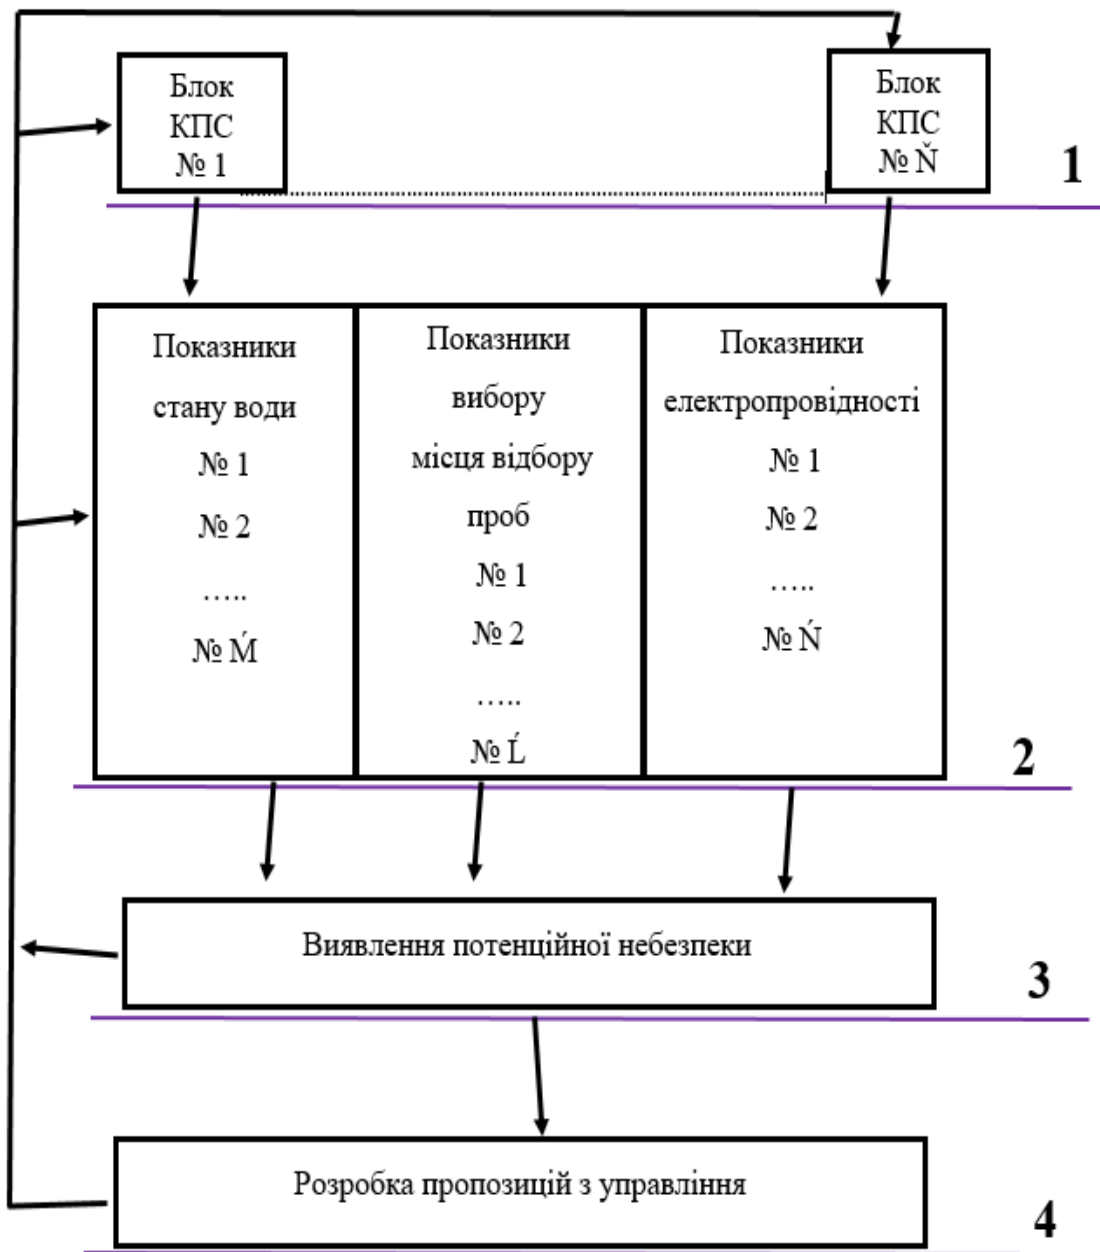 Блок
КПС
№ 1
Блок
КПС
№ Ň
1
Показники
стану води
№ 1
№ 2
…..
№ Ḿ
Показники
вибору
місця відбору
проб
№ 1
№ 2
…..
№ Ĺ
Показники
електропровідності
№ 1
№ 2
…..
№ Ń
2
Виявлення потенційної небезпеки
3
Розробка пропозицій з управління
4